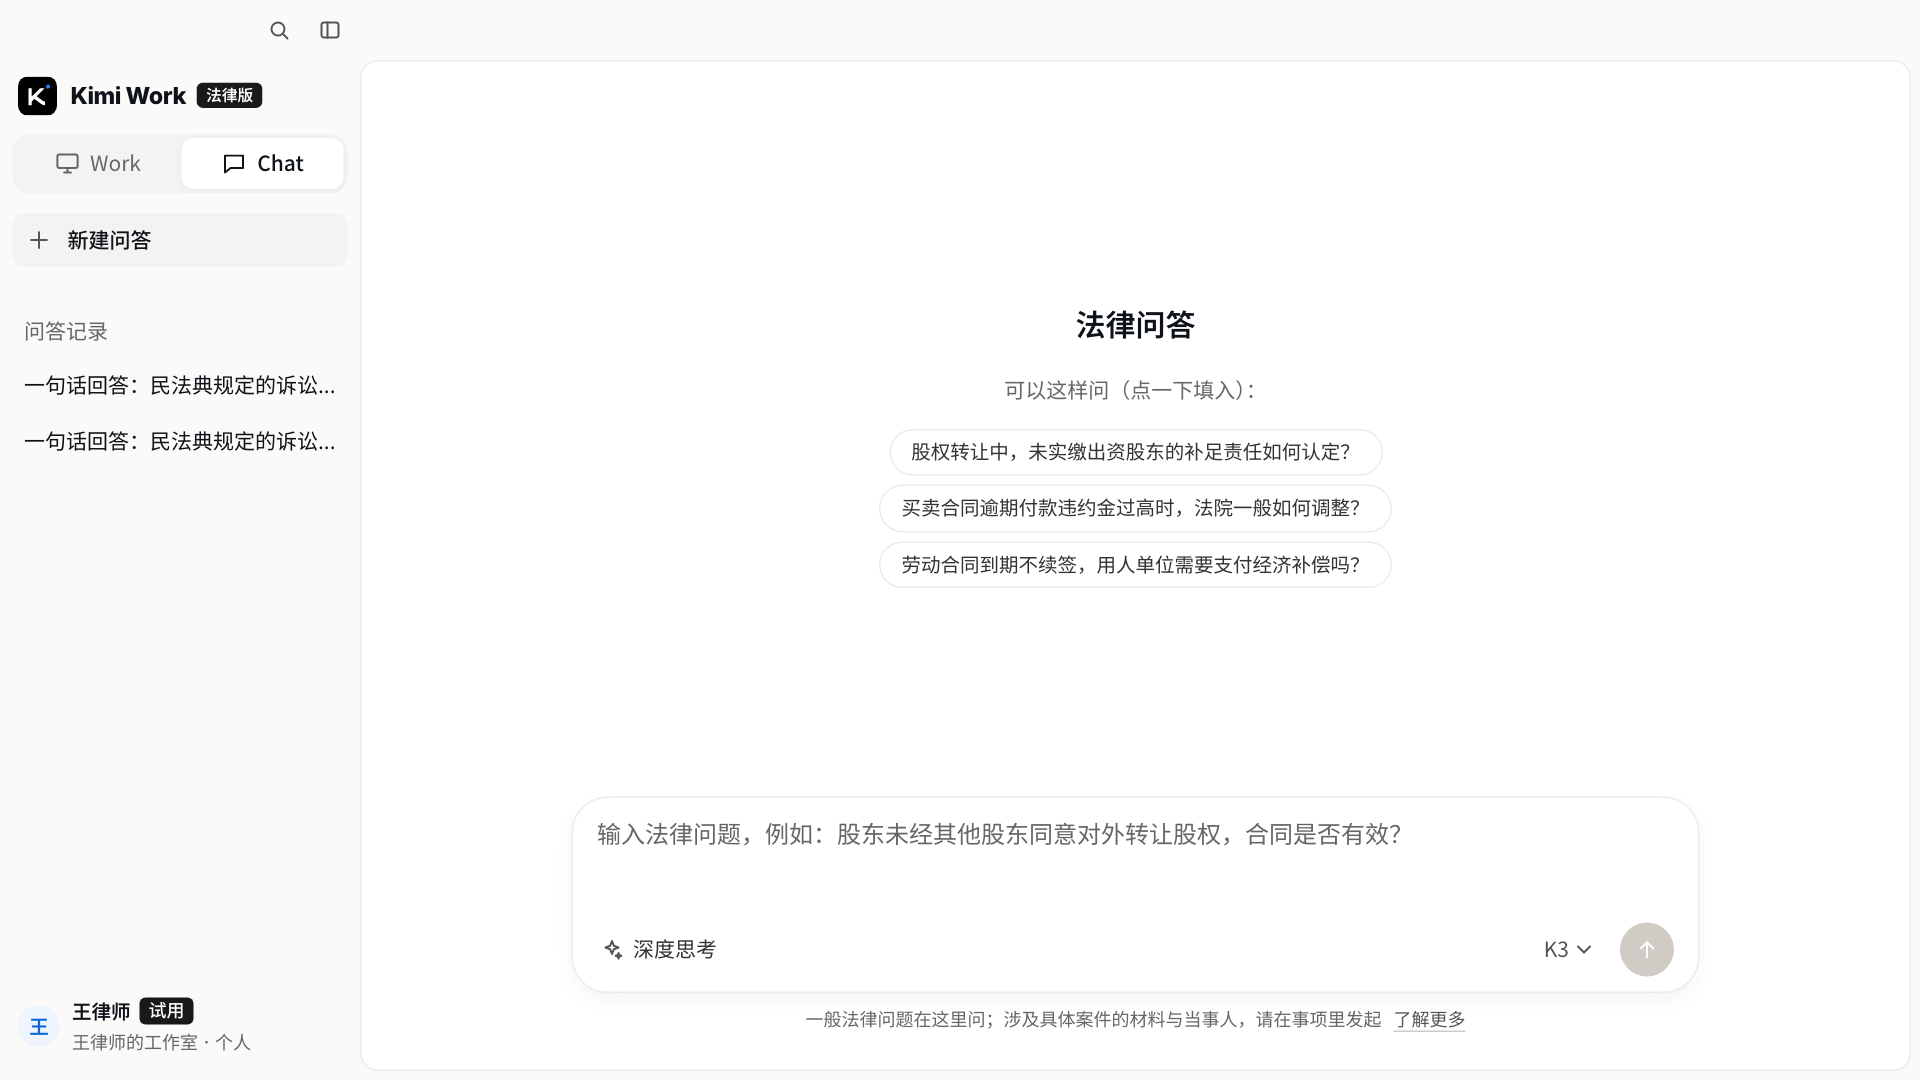 Kimi Work 法律版
Work
Chat
新建问答
问答记录
一句话回答：民法典规定的诉讼...
一句话回答：民法典规定的诉讼...
王
王律师 试用
王律师的工作室 · 个人
法律问答
可以这样问（点一下填入）：
股权转让中，未实缴出资股东的补足责任如何认定？
买卖合同逾期付款违约金过高时，法院一般如何调整？
劳动合同到期不续签，用人单位需要支付经济补偿吗？
输入法律问题，例如：股东未经其他股东同意对外转让股权，合同是否有效？
深度思考
K3
一般法律问题在这里问；涉及具体案件的材料与当事人，请在事项里发起 了解更多